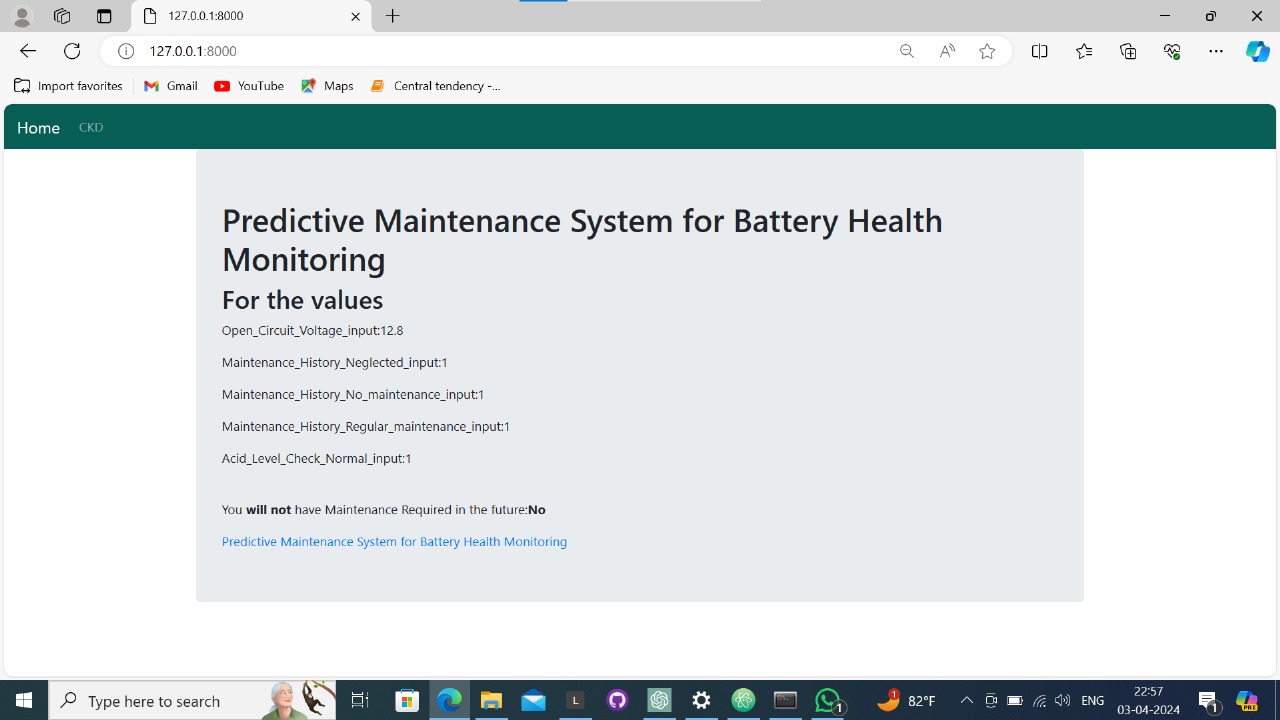 127.0.0.1:8000
127.0.0.1:8000
Import favorites Gmail YouTube Maps Central tendency -...
Home CKD
Predictive Maintenance System for Battery Health
Monitoring
For the values
Open_Circuit_Voltage_input:12.8
Maintenance_History_Neglected_input:1
Maintenance_History_No_maintenance_input:1
Maintenance_History_Regular_maintenance_input:1
Acid_Level_Check_Normal_input:1
You will not have Maintenance Required in the future:No
Predictive Maintenance System for Battery Health Monitoring
Type here to search L 1 1 82°F ENG 22:57 1 PRE
03-04-2024